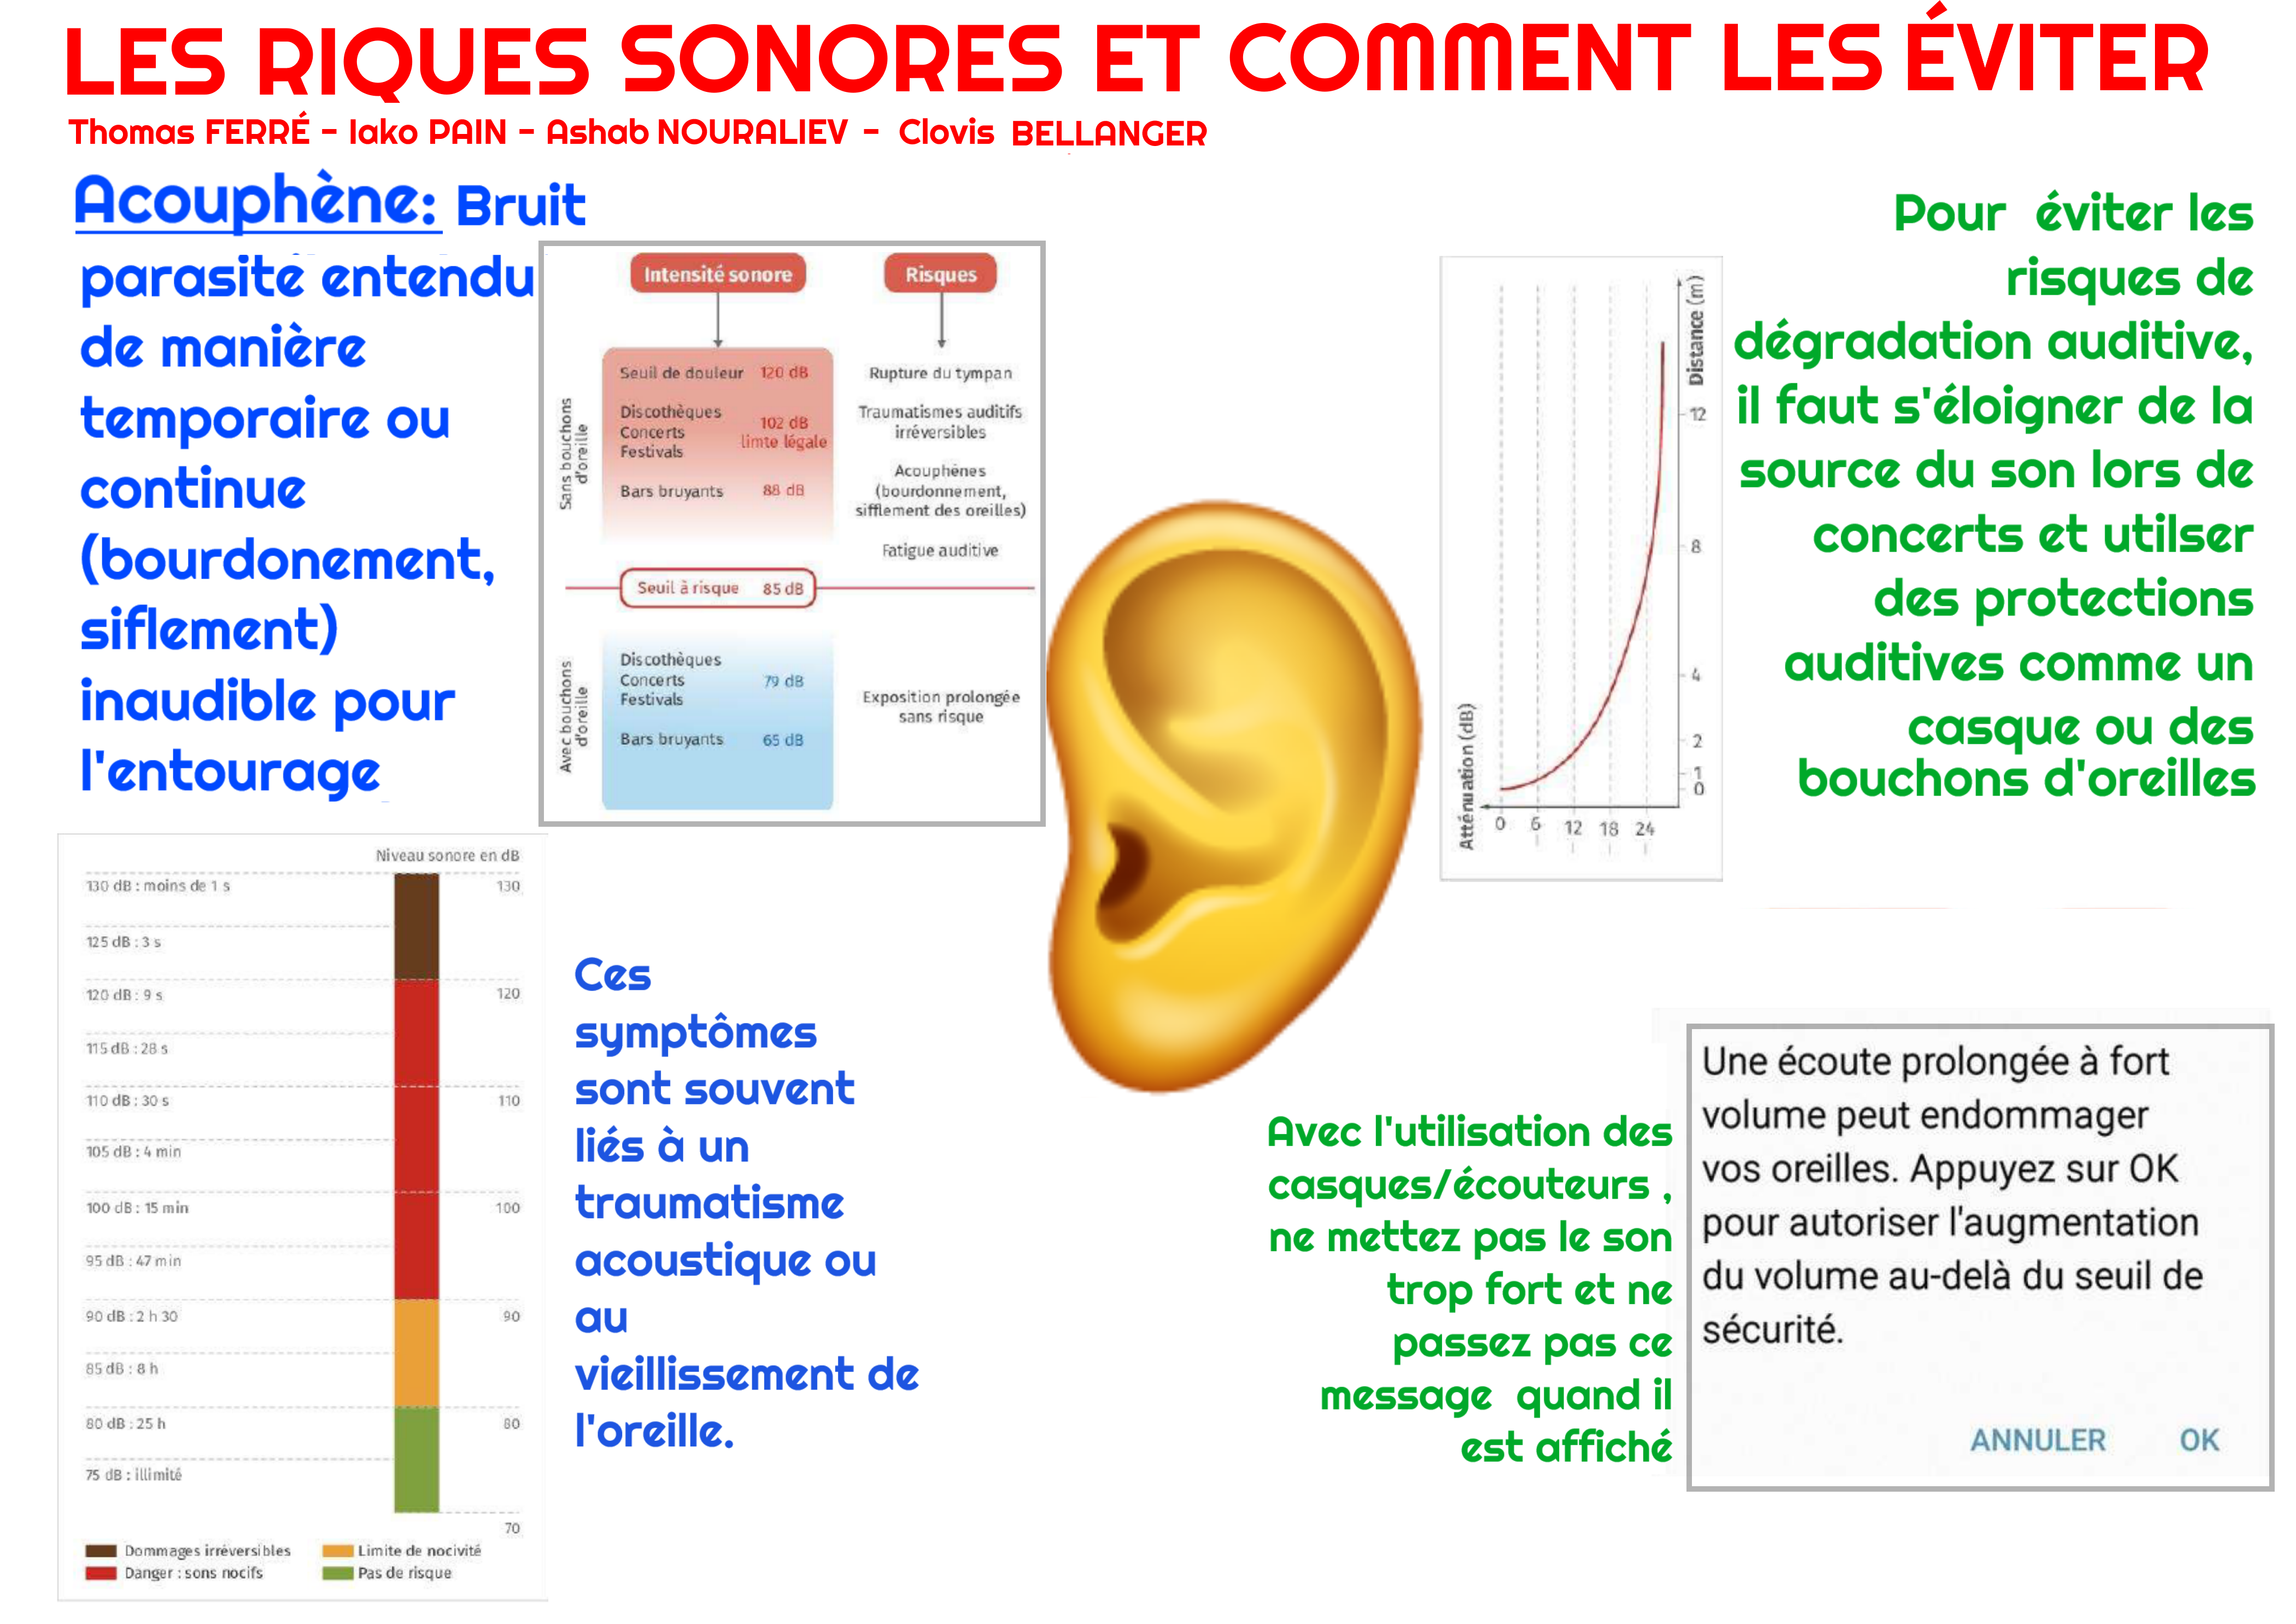 LES RIQUES SONORES ET COMMENT LES ÉVITER
Thomas FERRÉ - Iako PAIN - Ashab NOURALIEV - Clovis BELLANGER
Acouphène: Bruit
parasite entendu
de manière
temporaire ou
continue
(bourdonement,
siflement)
inaudible pour
l'entourage
Intensité sonore
Risques
Sans bouchons
d'oreille
Seuil de douleur 120 dB
Discothèques
Concerts
Festivals
102 dB
limte légale
Bars bruyants 88 dB
Rupture du tympan
Traumatismes auditifs
irréversibles
Acouphènes
(bourdonnement,
sifflement des oreilles)
Fatigue auditive
Seuil à risque 85 dB
Avec bouchons
d'oreille
Discothèques
Concerts
Festivals
79 dB
Bars bruyants 65 dB
Exposition prolongée
sans risque
Distance (m)
12
8
4
2
1
0
Atténuation (dB)
0 6 12 18 24
Pour éviter les
risques de
dégradation auditive,
il faut s'éloigner de la
source du son lors de
concerts et utilser
des protections
auditives comme un
casque ou des
bouchons d'oreilles
Niveau sonore en dB
130 dB : moins de 1 s 130
125 dB : 3 s
120 dB : 9 s 120
115 dB : 28 s
110 dB : 30 s 110
105 dB : 4 min
100 dB : 15 min 100
95 dB : 47 min
90 dB : 2 h 30 90
85 dB : 8 h
80 dB : 25 h 80
75 dB : illimité
70
Dommages irréversibles
Limite de nocivité
Danger : sons nocifs
Pas de risque
Ces
symptômes
sont souvent
liés à un
traumatisme
acoustique ou
au
vieillissement de
l'oreille.
Avec l'utilisation des
casques/écouteurs ,
ne mettez pas le son
trop fort et ne
passez pas ce
message quand il
est affiché
Une écoute prolongée à fort
volume peut endommager
vos oreilles. Appuyez sur OK
pour autoriser l'augmentation
du volume au-delà du seuil de
sécurité.
ANNULER OK